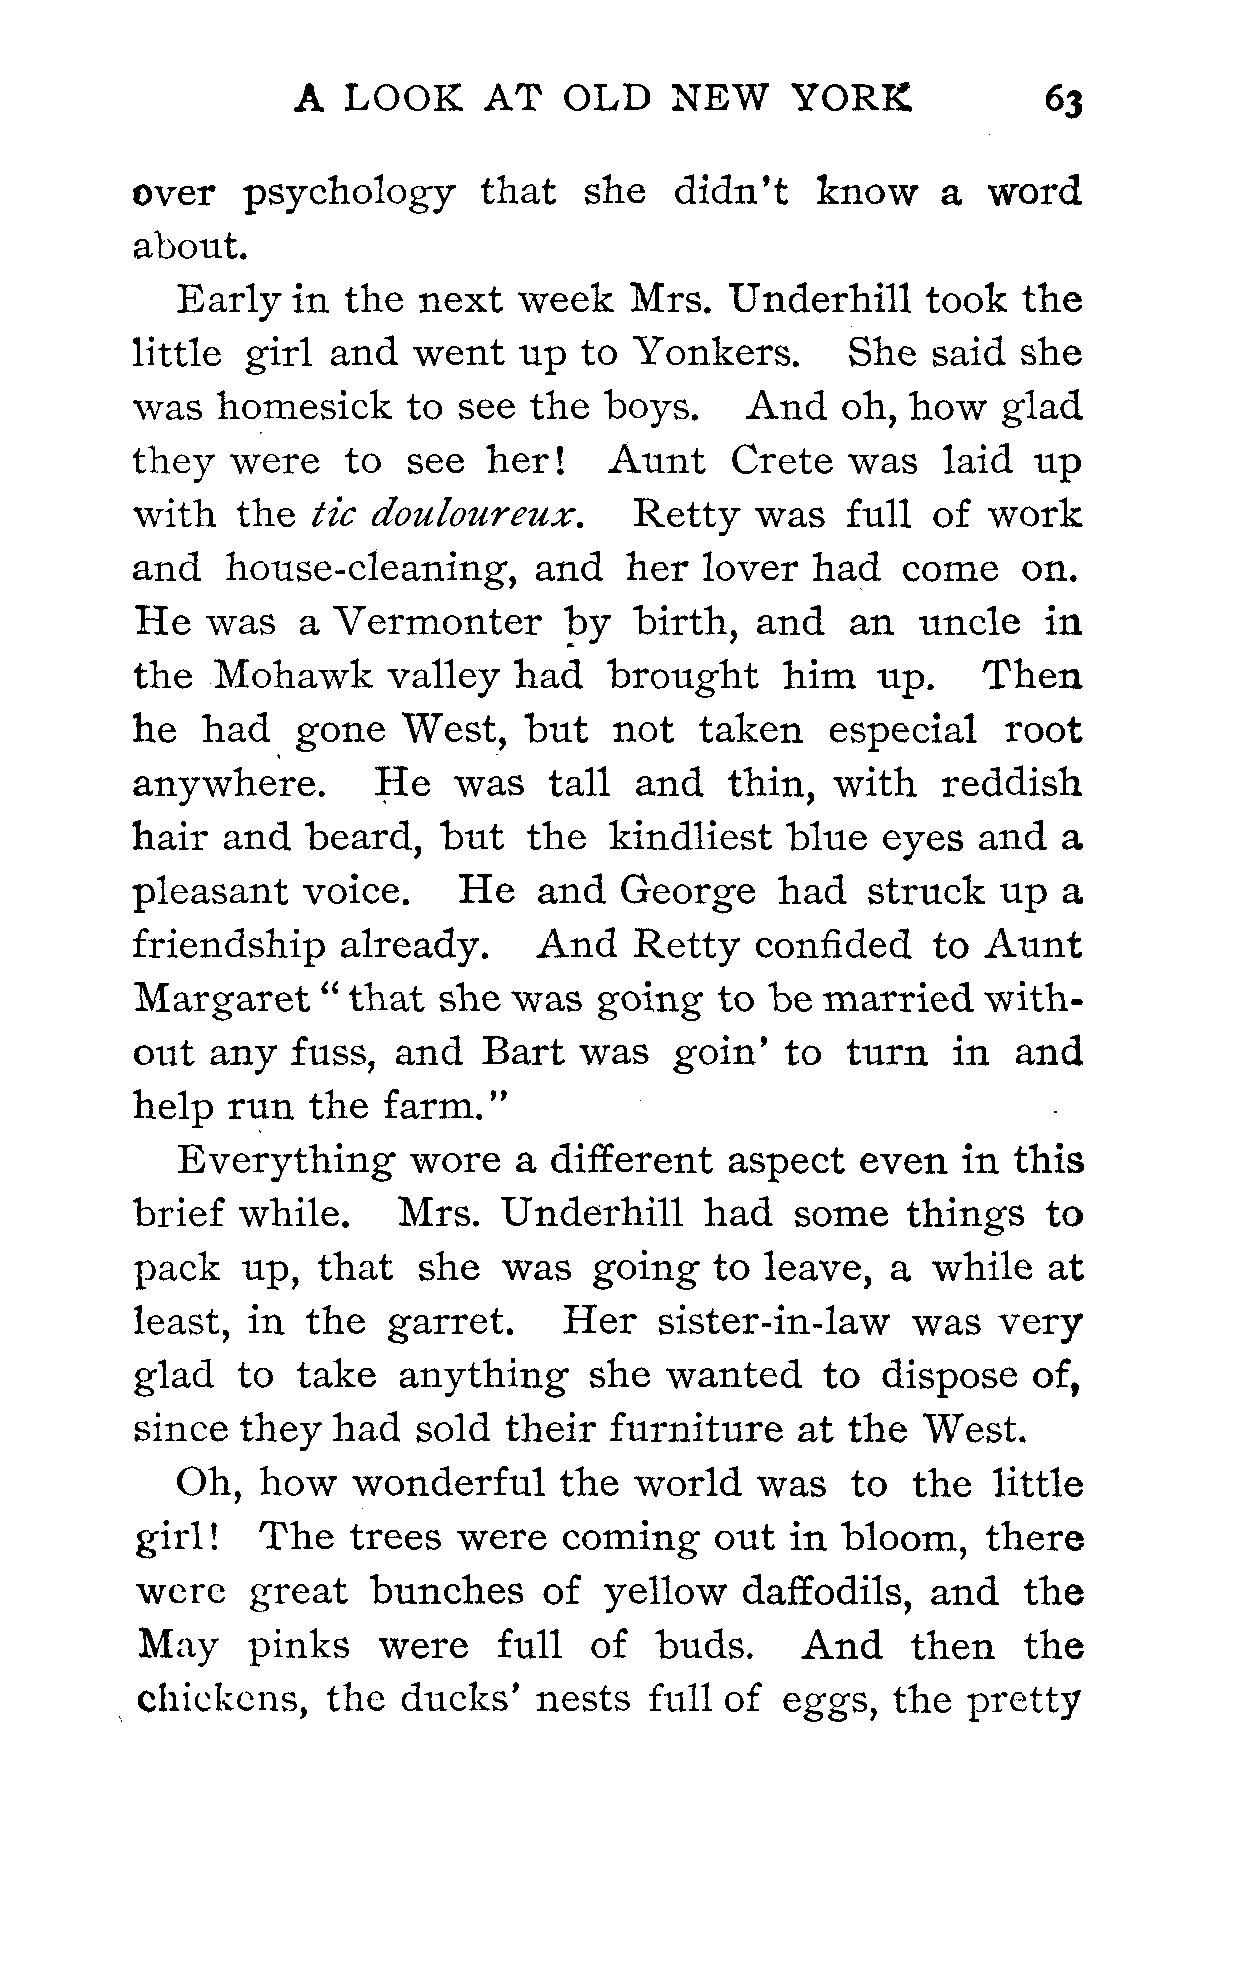 A LOOK AT OLD NEW YORK 63
over psychology that she didn't know a word
about.
Early in the next week Mrs. Underhill took the
little girl and went up to Yonkers. She said she
was homesick to see the boys. And oh, how glad
they were to see her! Aunt Crete was laid up
with the tic douloureux. Retty was full of work
and house-cleaning, and her lover had come on.
He was a Vermonter by birth, and an uncle in
the Mohawk valley had brought him up. Then
he had gone West, but not taken especial root
anywhere. He was tall and thin, with reddish
hair and beard, but the kindliest blue eyes and a
pleasant voice. He and George had struck up a
friendship already. And Retty confided to Aunt
Margaret “that she was going to be married with-
out any fuss, and Bart was goin' to turn in and
help run the farm.”
Everything wore a different aspect even in this
brief while. Mrs. Underhill had some things to
pack up, that she was going to leave, a while at
least, in the garret. Her sister-in-law was very
glad to take anything she wanted to dispose of,
since they had sold their furniture at the West.
Oh, how wonderful the world was to the little
girl! The trees were coming out in bloom, there
were great bunches of yellow daffodils, and the
May pinks were full of buds. And then the
chickens, the ducks' nests full of eggs, the pretty